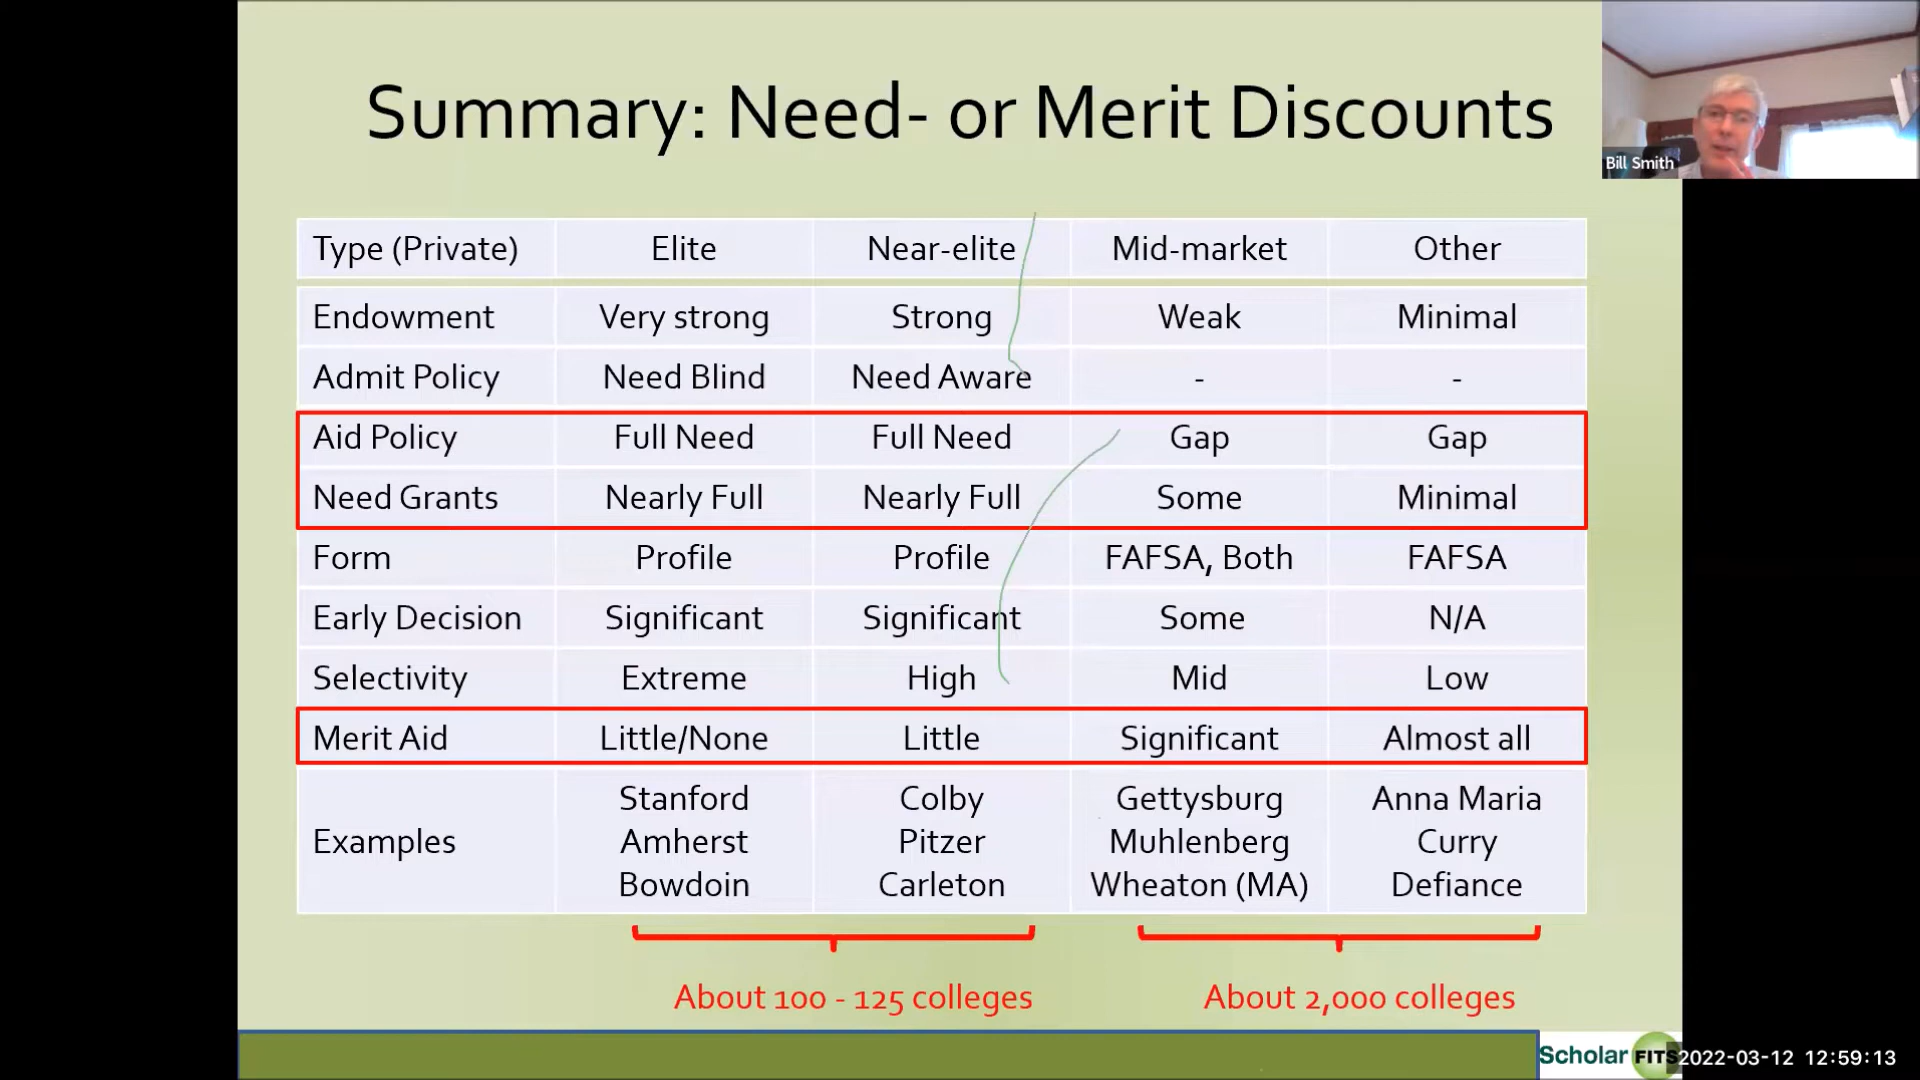 Summary: Need- or Merit Discounts
Bill Smith
Type (Private) Elite Near-elite Mid-market Other
Endowment Very strong Strong Weak Minimal
Admit Policy Need Blind Need Aware - -
Aid Policy Full Need Full Need Gap Gap
Need Grants Nearly Full Nearly Full Some Minimal
Form Profile Profile FAFSA, Both FAFSA
Early Decision Significant Significant Some N/A
Selectivity Extreme High Mid Low
Merit Aid Little/None Little Significant Almost all
Stanford Colby Gettysburg Anna Maria
Examples Amherst Pitzer Muhlenberg Curry
Bowdoin Carleton Wheaton (MA) Defiance
About 100 - 125 colleges About 2,000 colleges
Scholar FITS
2022-03-12 12:59:13